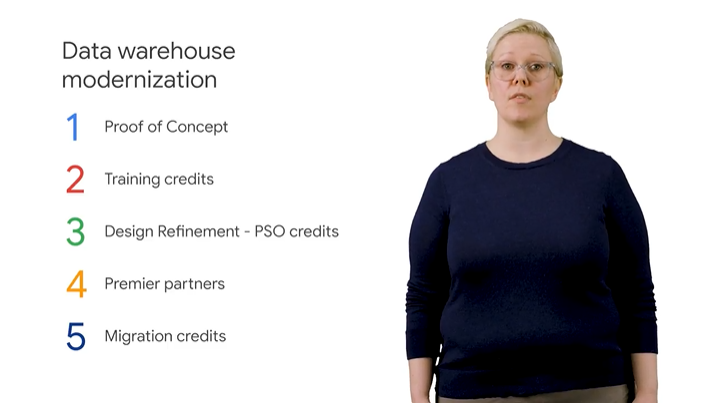 Data warehouse
modernization
1 Proof of Concept
2 Training credits
3 Design Refinement - PSO credits
4 Premier partners
5 Migration credits